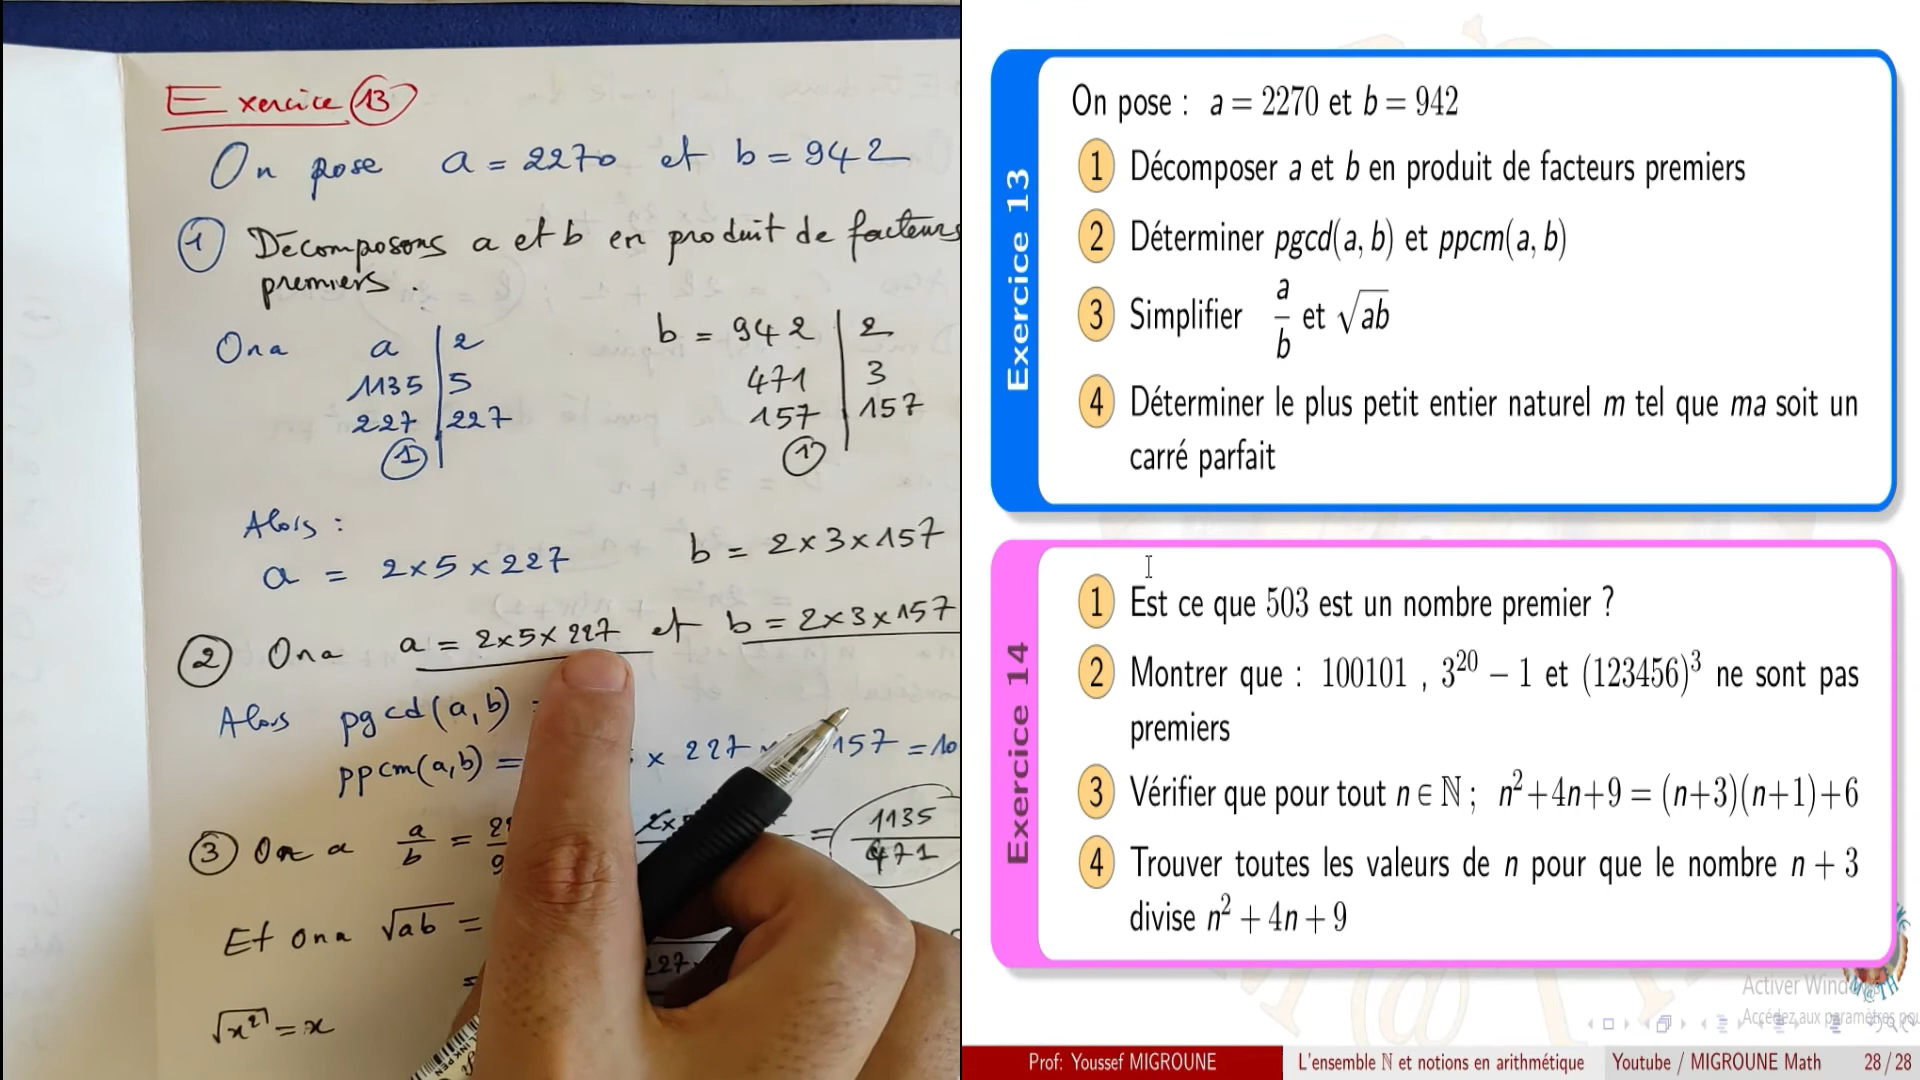 Exercice 13
On pose a = 2270 et b = 942
1 Décomposons a et b en produit de facteurs
premiers.
On a a | 2
1135 | 5
227 | 227
1
b = 942 | 2
471 | 3
157 | 157
1
Alors :
a = 2×5×227 b = 2×3×157
2 On a a = 2×5×227 et b = 2×3×157
Alors pgcd(a,b) =
ppcm(a,b) = × 227 × 157 = 10
3 On a a/b = = 1135/471
Et on a √ab =
=
227
√x² = x
Exercice 13
On pose : a = 2270 et b = 942
1 Décomposer a et b en produit de facteurs premiers
2 Déterminer pgcd(a, b) et ppcm(a, b)
3 Simplifier a/b et √ab
4 Déterminer le plus petit entier naturel m tel que ma soit un
carré parfait
Exercice 14
1 Est ce que 503 est un nombre premier ?
2 Montrer que : 100101 , 3²⁰ − 1 et (123456)³ ne sont pas
premiers
3 Vérifier que pour tout n ∈ ℕ ; n²+4n+9 = (n+3)(n+1)+6
4 Trouver toutes les valeurs de n pour que le nombre n + 3
divise n² + 4n + 9
Activer Wind
Accédez aux paramètres pou
Prof: Youssef MIGROUNE L'ensemble ℕ et notions en arithmétique Youtube / MIGROUNE Math 28 / 28